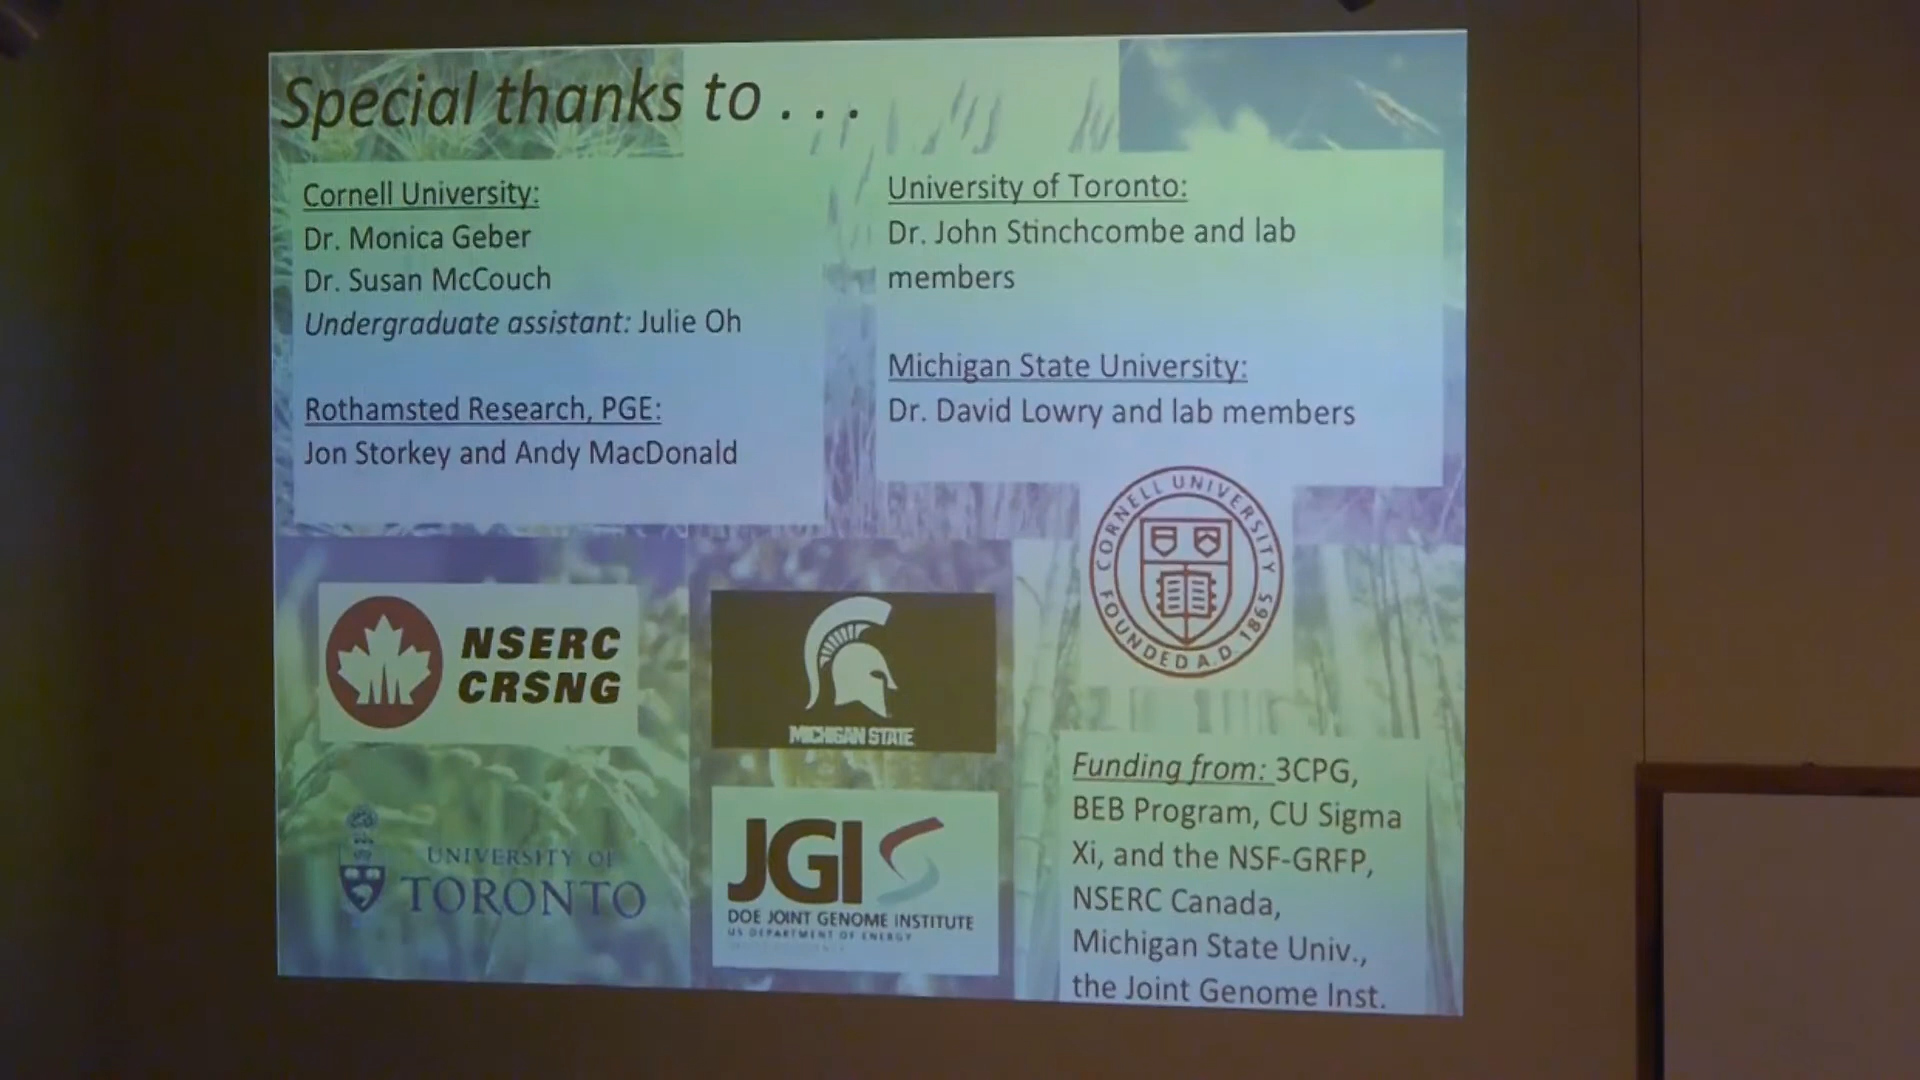 Special thanks to . . .
Cornell University:
Dr. Monica Geber
Dr. Susan McCouch
Undergraduate assistant: Julie Oh
Rothamsted Research, PGE:
Jon Storkey and Andy MacDonald
University of Toronto:
Dr. John Stinchcombe and lab
members
Michigan State University:
Dr. David Lowry and lab members
CORNELL UNIVERSITY
FOUNDED A.D. 1865
NSERC
CRSNG
MICHIGAN STATE
UNIVERSITY OF
TORONTO
JGI
DOE JOINT GENOME INSTITUTE
US DEPARTMENT OF ENERGY
Funding from: 3CPG,
BEB Program, CU Sigma
Xi, and the NSF-GRFP,
NSERC Canada,
Michigan State Univ.,
the Joint Genome Inst.